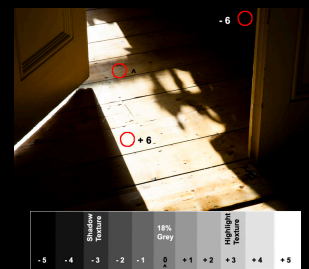 - 6
A
+ 6
Shadow
Texture
18%
Grey
Highlight
Texture
- 5 - 4 - 3 - 2 - 1 0 + 1 + 2 + 3 + 4 + 5
A